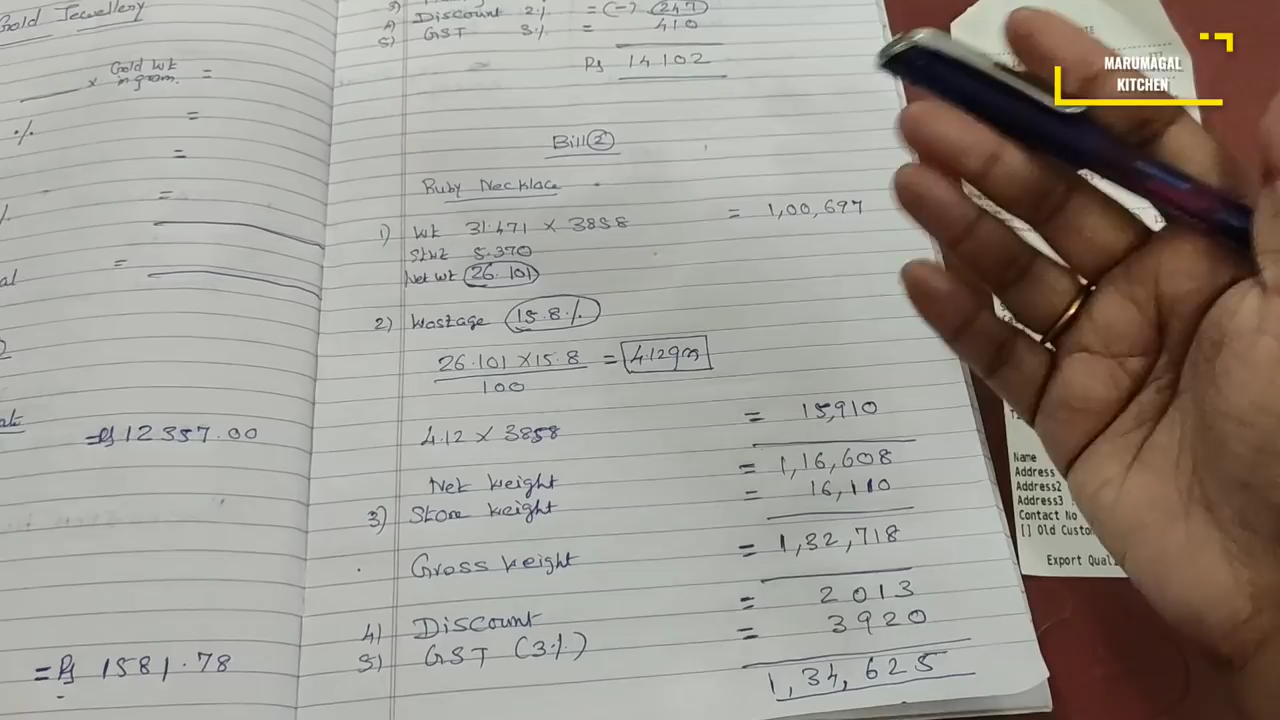 Gold Jewellery
Gold Wt
x in gram. =
% =
=
=
=
=₨ 12357.00
=₨ 1581.78
Discount 2% = (-) 247
5) GST 3% = 410
₨ 14102
Bill 2
Ruby Necklace
1) Wt 31.471 x 3858 = 1,00,697
St wt 5.370
Net wt 26.101
2) Wastage 15.8%
26.101 x 15.8 = 4.129m
100
4.12 x 3858 = 15,910
Net weight = 1,16,608
3) Stone weight = 16,110
Gross weight = 1,32,718
4) Discount = 2013
5) GST (3%) = 3920
1,34,625
MARUMAGAL
KITCHEN
Name
Address
Address2
Address3
Contact No
[] Old Custo
Export Qual